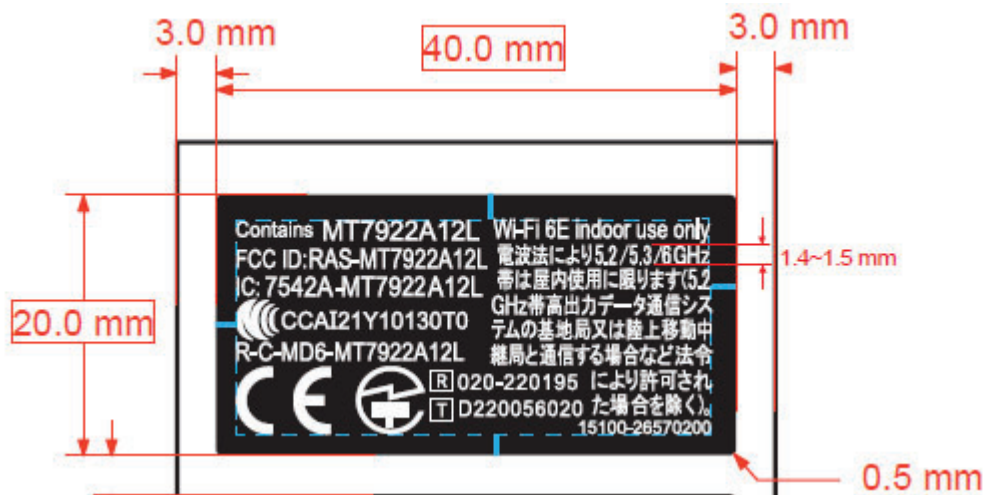 3.0 mm
40.0 mm
3.0 mm
20.0 mm
Contains MT7922A12L
FCC ID:RAS-MT7922A12L
IC: 7542A-MT7922A12L
CCAI21Y10130T0
R-C-MD6-MT7922A12L
CE
R 020-220195
T D220056020
Wi-Fi 6E indoor use only
電波法により5.2/5.3/6GHz
帯は屋内使用に限ります(5.2
GHz帯高出力データ通信シス
テムの基地局又は陸上移動中
継局と通信する場合など法令
により許可され
た場合を除く)。
15100-26570200
1.4~1.5 mm
0.5 mm